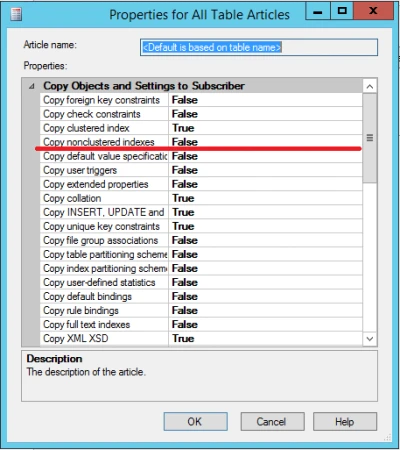 Properties for All Table Articles
Article name: <Default is based on table name>
Properties:
Copy Objects and Settings to Subscriber
Copy foreign key constraints False
Copy check constraints False
Copy clustered index True
Copy nonclustered indexes False
Copy default value specificatic False
Copy user triggers False
Copy extended properties False
Copy collation True
Copy INSERT, UPDATE and True
Copy unique key constraints True
Copy file group associations False
Copy table partitioning scheme False
Copy index partitioning schem False
Copy user-defined statistics False
Copy default bindings False
Copy rule bindings False
Copy full text indexes False
Copy XML XSD True
Description
The description of the article.
OK Cancel Help